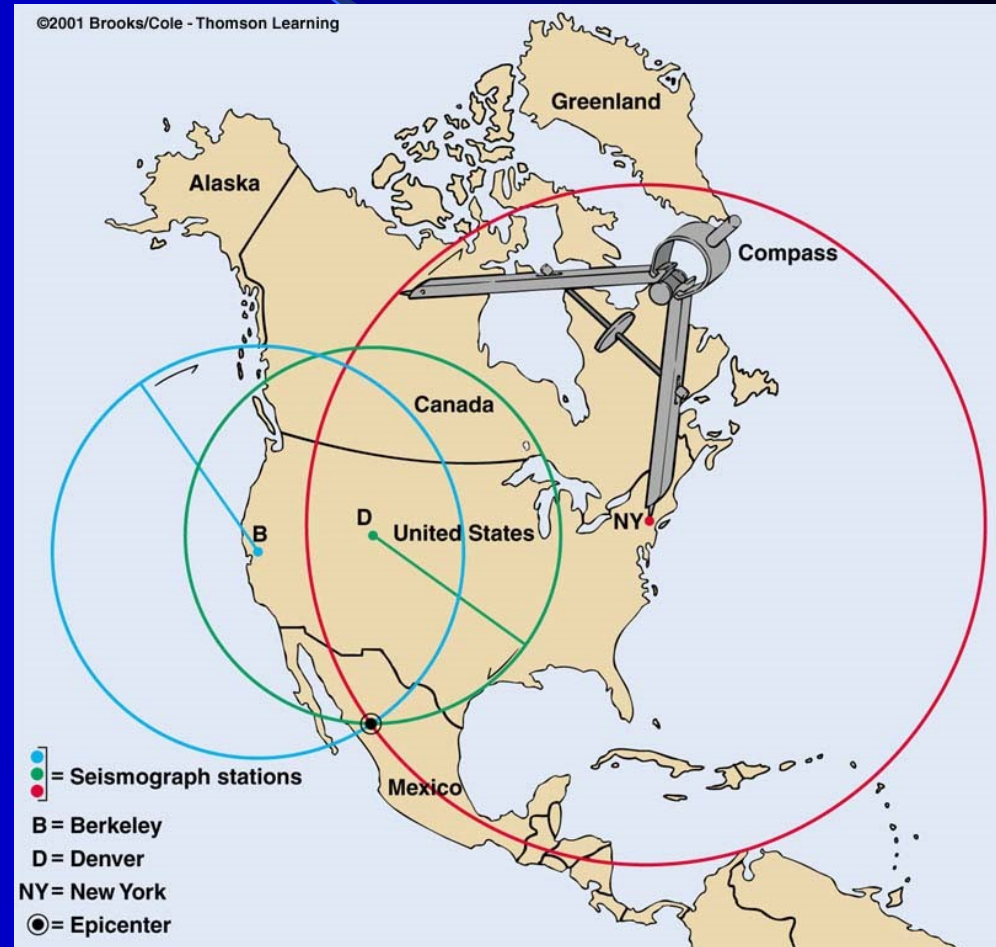 ©2001 Brooks/Cole - Thomson Learning
Greenland
Alaska
Compass
Canada
B
D
United States
NY
Mexico
= Seismograph stations
B = Berkeley
D = Denver
NY = New York
= Epicenter